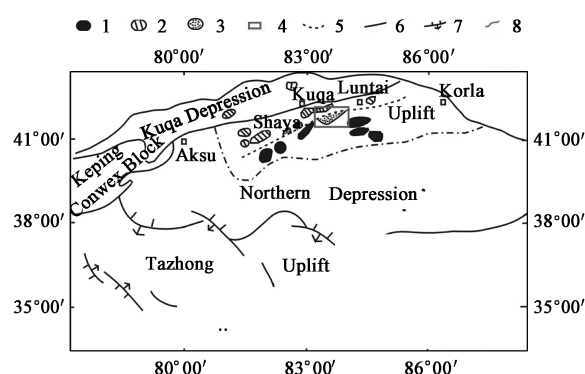 1 2 3 4 5 6 7 8
80°00′ 83°00′ 86°00′
Kuqa Depression
Kuqa
Luntai
Korla
Shaya
Uplift
41°00′ 41°00′
Keping
Conwex Block
Aksu
Northern Depression
38°00′ 38°00′
Tazhong Uplift
35°00′ 35°00′
80°00′ 83°00′ 86°00′